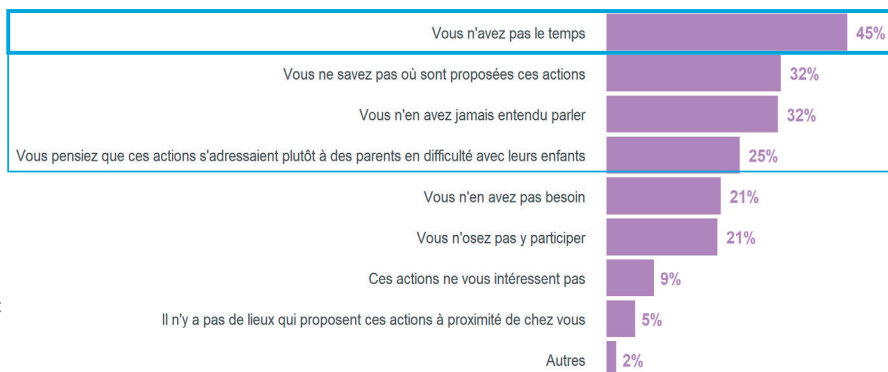 Vous n'avez pas le temps 45%
Vous ne savez pas où sont proposées ces actions 32%
Vous n'en avez jamais entendu parler 32%
Vous pensiez que ces actions s'adressaient plutôt à des parents en difficulté avec leurs enfants 25%
Vous n'en avez pas besoin 21%
Vous n'osez pas y participer 21%
Ces actions ne vous intéressent pas 9%
Il n'y a pas de lieux qui proposent ces actions à proximité de chez vous 5%
Autres 2%